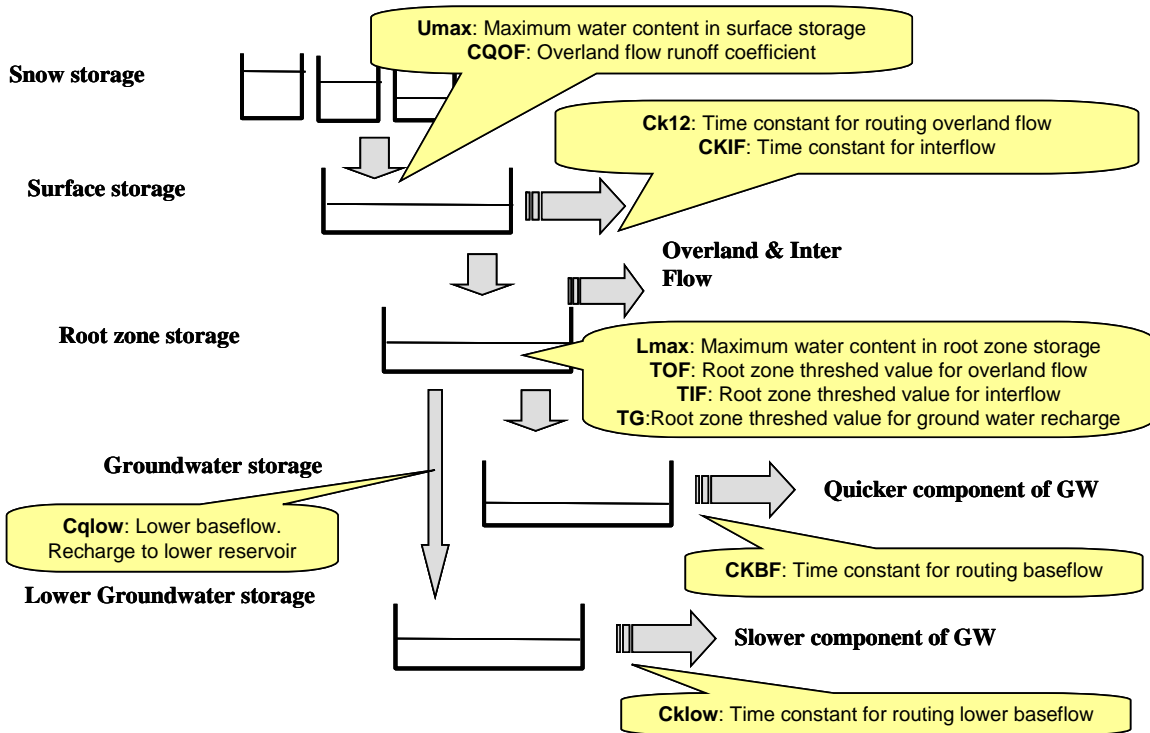 Umax: Maximum water content in surface storage
CQOF: Overland flow runoff coefficient
Snow storage
Ck12: Time constant for routing overland flow
CKIF: Time constant for interflow
Surface storage
Overland & Inter
Flow
Root zone storage
Lmax: Maximum water content in root zone storage
TOF: Root zone threshed value for overland flow
TIF: Root zone threshed value for interflow
TG:Root zone threshed value for ground water recharge
Groundwater storage
Quicker component of GW
Cqlow: Lower baseflow.
Recharge to lower reservoir
CKBF: Time constant for routing baseflow
Lower Groundwater storage
Slower component of GW
Cklow: Time constant for routing lower baseflow